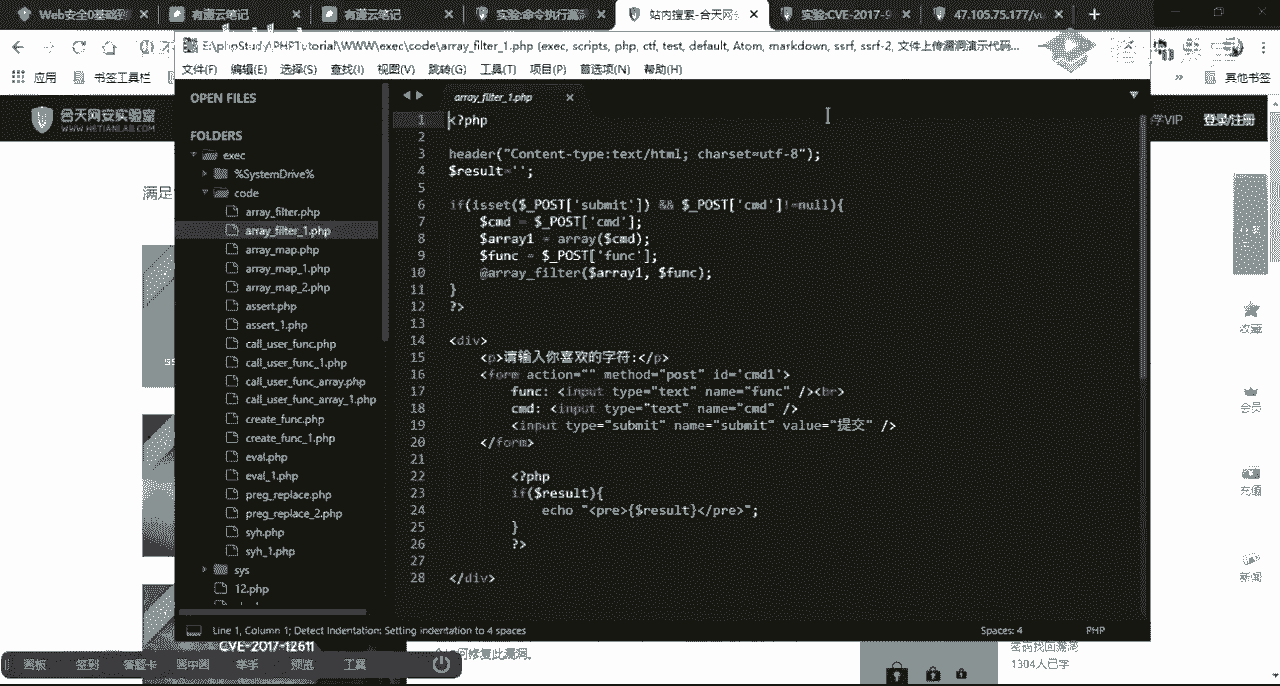 Web安全0基础到
有道云笔记
有道云笔记
实验:命令执行漏洞
站内搜索-合天网安
实验:CVE-2017-9
47.105.75.177/vu
E:\phpStudy\PHPTutorial\WWW\exec\code\array_filter_1.php (exec, scripts, php, ctf, test, default, Atom, markdown, ssrf, ssrf-2, 文件上传漏洞演示代码...
文件(F) 编辑(E) 选择(S) 查找(I) 视图(V) 跳转(G) 工具(T) 项目(P) 首选项(N) 帮助(H)
应用
书签工具栏
其他书签
合天网安实验室
WWW.HETIANLAB.COM
学VIP
登录/注册
OPEN FILES
FOLDERS
exec
%SystemDrive%
code
array_filter.php
array_filter_1.php
array_map.php
array_map_1.php
array_map_2.php
assert.php
assert_1.php
call_user_func.php
call_user_func_1.php
call_user_func_array.php
call_user_func_array_1.php
create_func.php
create_func_1.php
eval.php
eval_1.php
preg_replace.php
preg_replace_2.php
syh.php
syh_1.php
sys
12.php
array_filter_1.php
1 <?php
2
3 header("Content-type:text/html; charset=utf-8");
4 $result='';
5
6 if(isset($_POST['submit']) && $_POST['cmd']!=null){
7 $cmd = $_POST['cmd'];
8 $array1 = array($cmd);
9 $func = $_POST['func'];
10 @array_filter($array1, $func);
11 }
12 ?>
13
14 <div>
15 <p>请输入你喜欢的字符:</p>
16 <form action="" method="post" id='cmd1'>
17 func: <input type="text" name="func" /><br>
18 cmd: <input type="text" name="cmd" />
19 <input type="submit" name="submit" value="提交" />
20 </form>
21
22 <?php
23 if($result){
24 echo "<pre>{$result}</pre>";
25 }
26 ?>
27
28 </div>
Line 1, Column 1; Detect Indentation: Setting indentation to 4 spaces
Spaces: 4
PHP
满足
收藏
会员
充值
新闻
CVE-2017-12611
何修复此漏洞。
密码找回漏洞
1304人已学
画板 签到 答题卡 画中画 举手 预览 工具